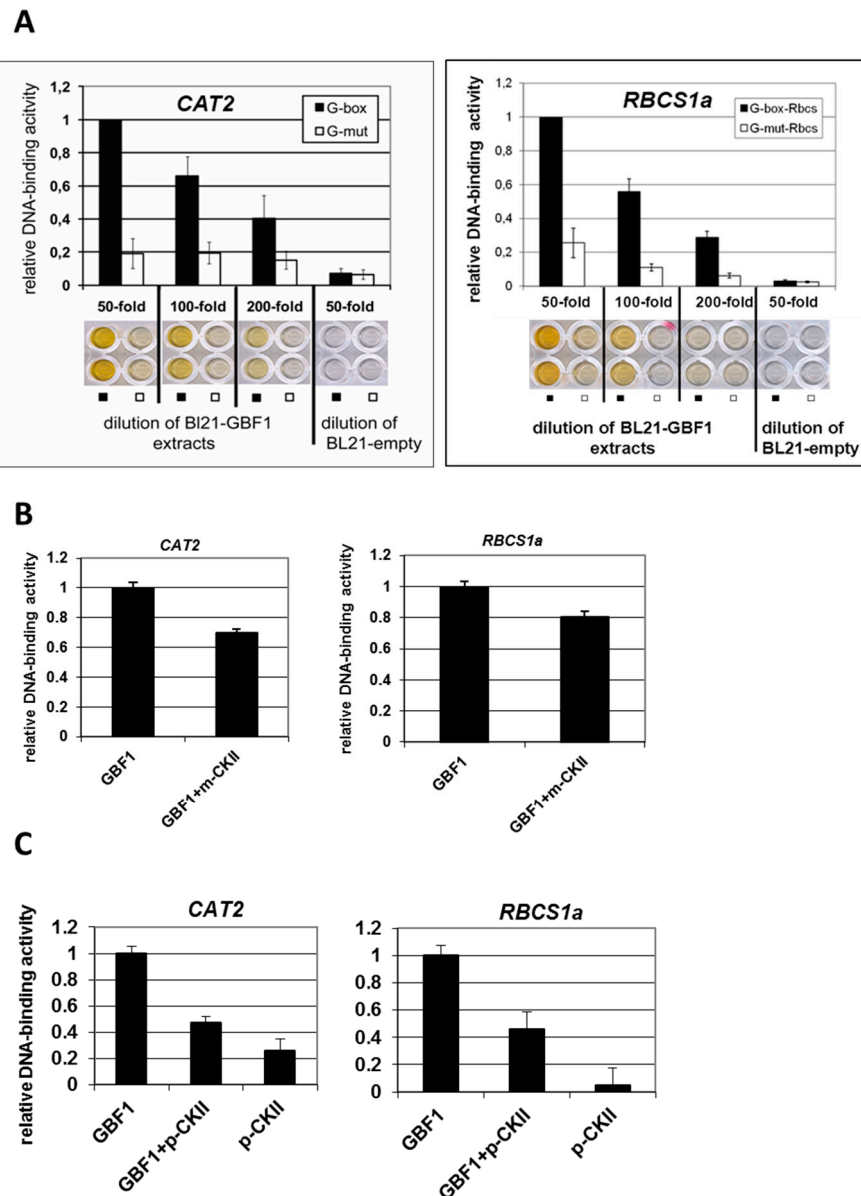 A
relative DNA-binding acitivity
1,2
1
0,8
0,6
0,4
0,2
0
CAT2
G-box
G-mut
50-fold 100-fold 200-fold 50-fold
dilution of Bl21-GBF1
extracts
dilution of
BL21-empty
relative DNA-binding activity
1,2
1
0,8
0,6
0,4
0,2
0
RBCS1a
G-box-Rbcs
G-mut-Rbcs
50-fold 100-fold 200-fold 50-fold
dilution of BL21-GBF1
extracts
dilution of
BL21-empty
B
CAT2
relative DNA-binding activity
1.2
1
0.8
0.6
0.4
0.2
0
GBF1
GBF1+m-CKII
RBCS1a
relative DNA-binding activity
1.2
1
0.8
0.6
0.4
0.2
0
GBF1
GBF1+m-CKII
C
CAT2
relative DNA-binding activity
1.2
1
0.8
0.6
0.4
0.2
0
GBF1
GBF1+p-CKII
p-CKII
RBCS1a
1.2
1
0.8
0.6
0.4
0.2
0
GBF1
GBF1+p-CKII
p-CKII